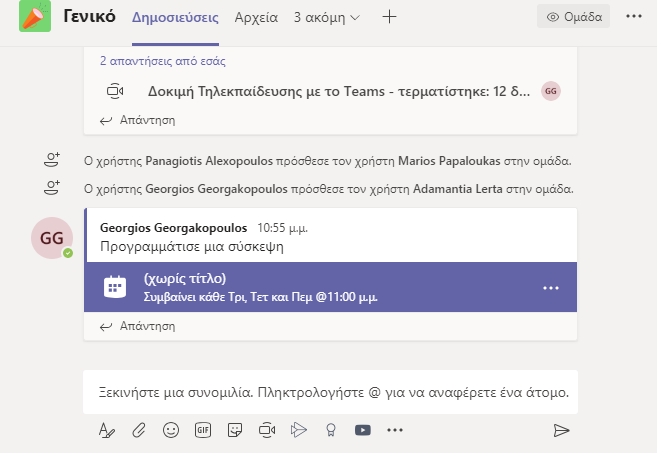 Γενικό Δημοσιεύσεις Αρχεία 3 ακόμη Ομάδα
2 απαντήσεις από εσάς
Δοκιμή Τηλεκπαίδευσης με το Teams - τερματίστηκε: 12 δ... GG
Απάντηση
Ο χρήστης Panagiotis Alexopoulos πρόσθεσε τον χρήστη Marios Papaloukas στην ομάδα.
Ο χρήστης Georgios Georgakopoulos πρόσθεσε τον χρήστη Adamantia Lerta στην ομάδα.
GG
Georgios Georgakopoulos 10:55 μ.μ.
Προγραμμάτισε μια σύσκεψη
(χωρίς τίτλο)
Συμβαίνει κάθε Τρι, Τετ και Πεμ @11:00 μ.μ.
Απάντηση
Ξεκινήστε μια συνομιλία. Πληκτρολογήστε @ για να αναφέρετε ένα άτομο.
GIF